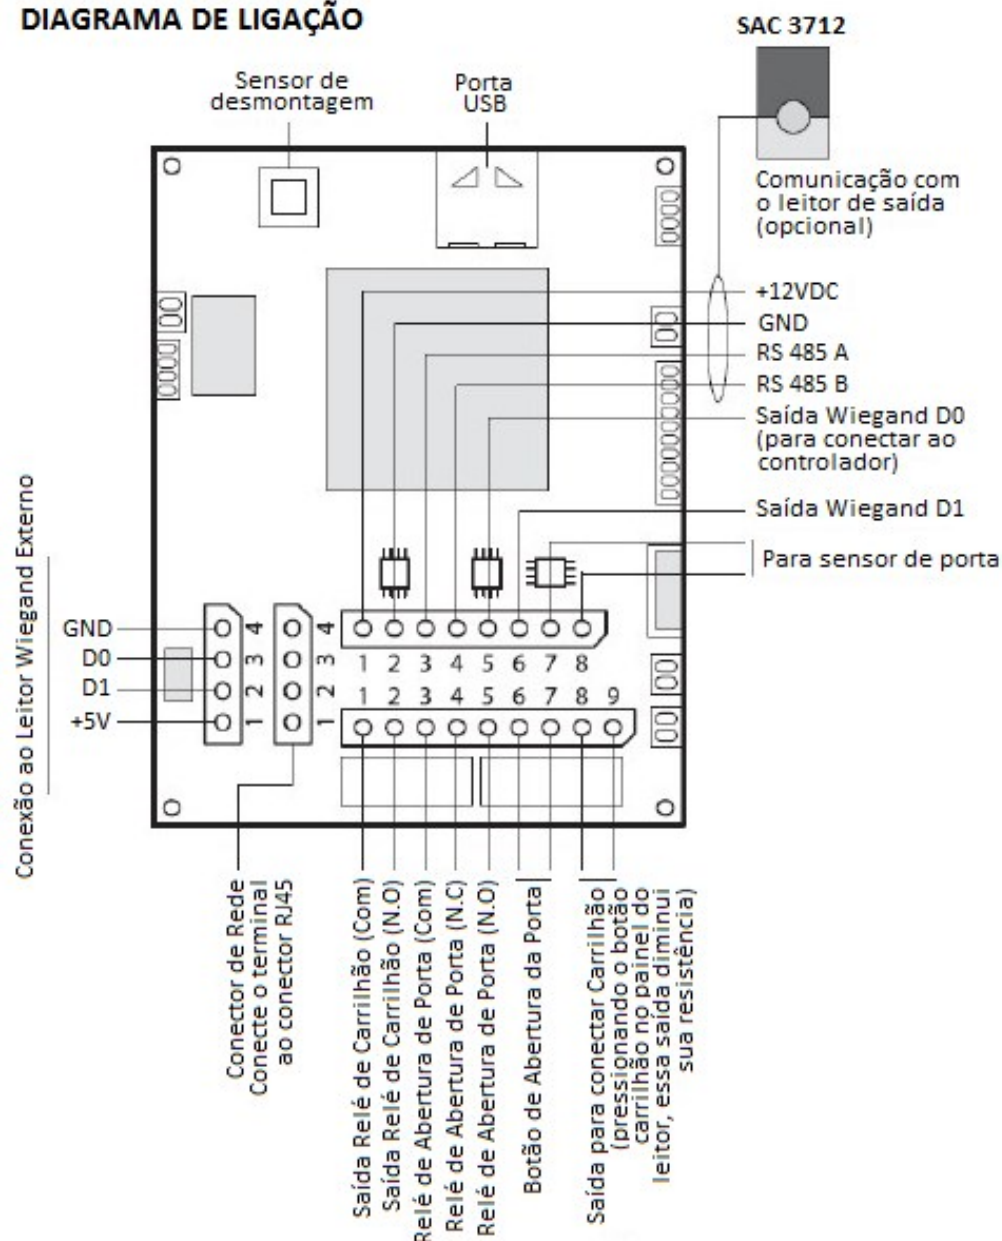 DIAGRAMA DE LIGAÇÃO
SAC 3712
Sensor de
desmontagem
Porta
USB
Comunicação com
o leitor de saída
(opcional)
+12VDC
GND
RS 485 A
RS 485 B
Saída Wiegand D0
(para conectar ao
controlador)
Saída Wiegand D1
Para sensor de porta
Conexão ao Leitor Wiegand Externo
GND
D0
D1
+5V
4
3
2
1
4
3
2
1
1 2 3 4 5 6 7 8
1 2 3 4 5 6 7 8 9
Conector de Rede
Conecte o terminal
ao conector RJ45
Saída Relé de Carrilhão (Com)
Saída Relé de Carrilhão (N.O)
Relé de Abertura de Porta (Com)
Relé de Abertura de Porta (N.C)
Relé de Abertura de Porta (N.O)
Botão de Abertura da Porta
Saída para conectar Carrilhão
(pressionando o botão
carrilhão no painel do
leitor, essa saída diminui
sua resistência)